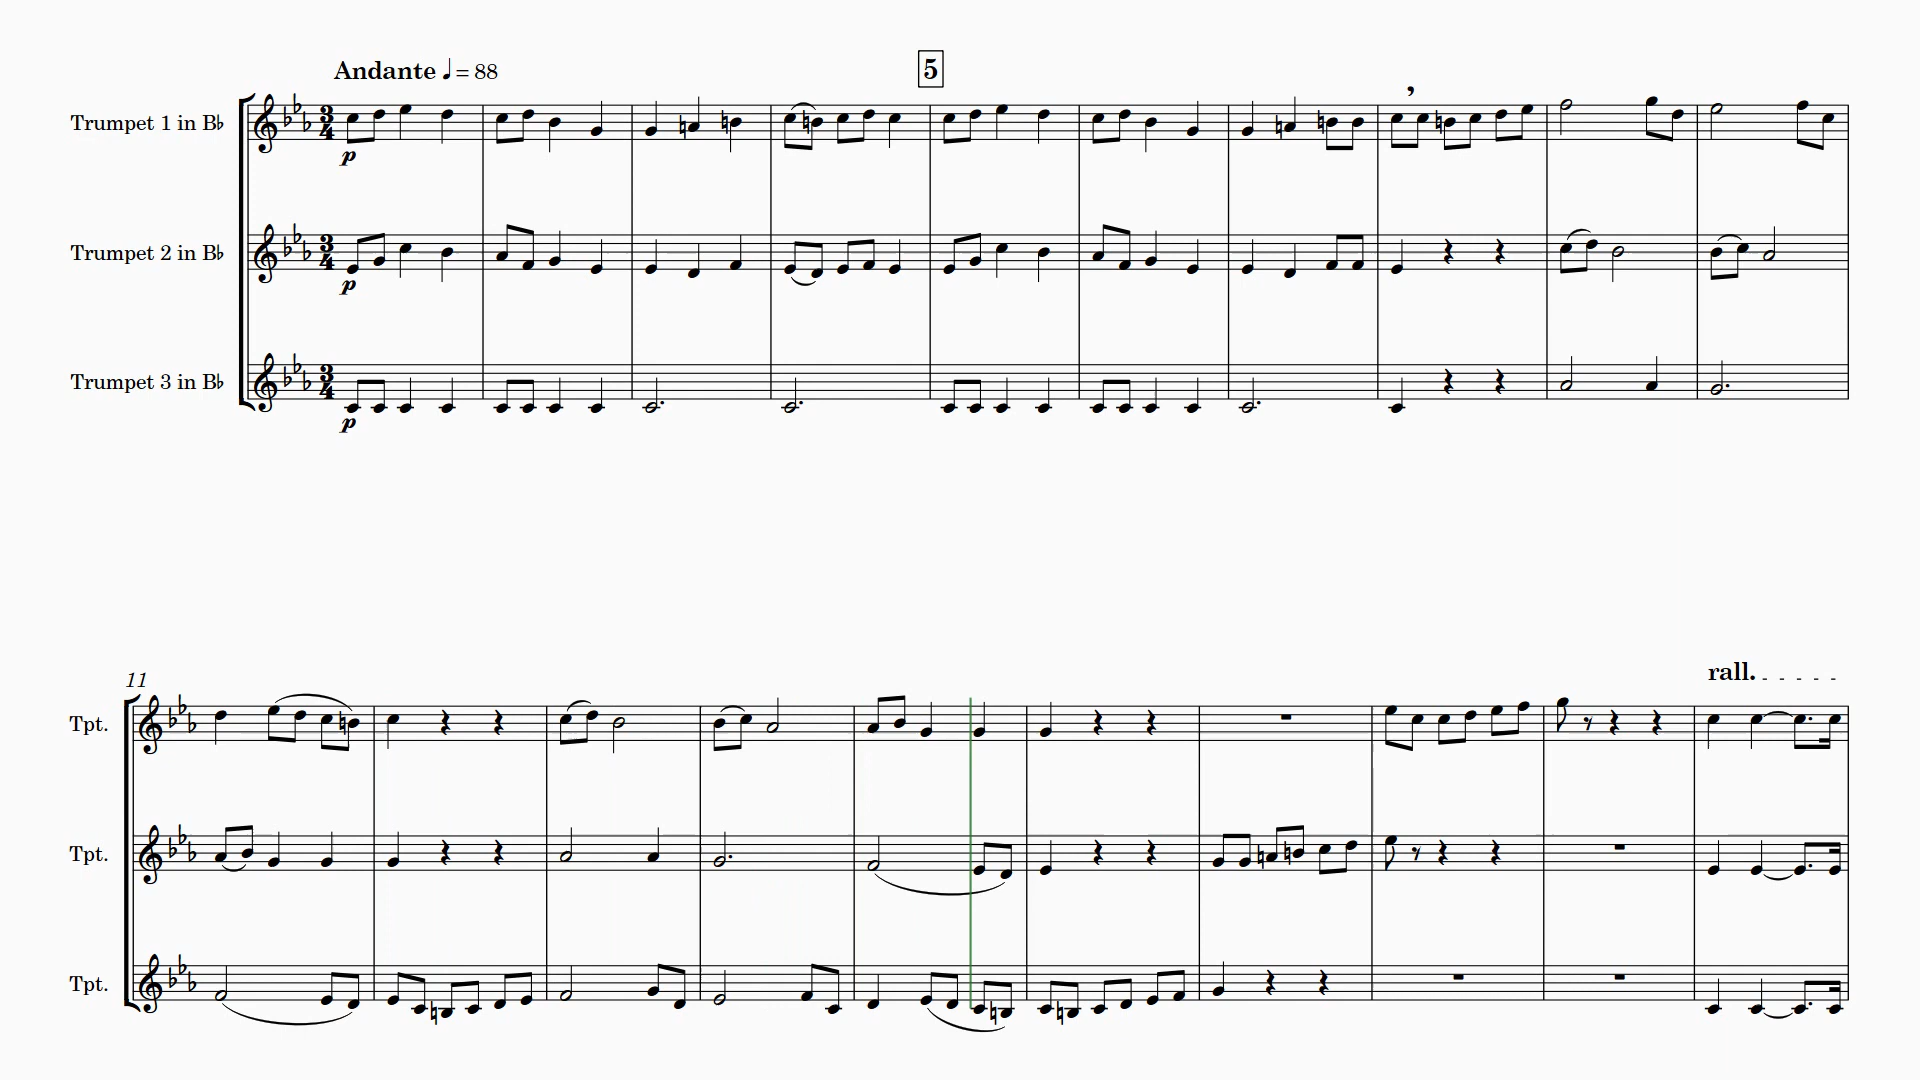 5
Andante ♩ = 88
Trumpet 1 in B♭
p
Trumpet 2 in B♭
p
Trumpet 3 in B♭
p
rall.
11
Tpt.
Tpt.
Tpt.